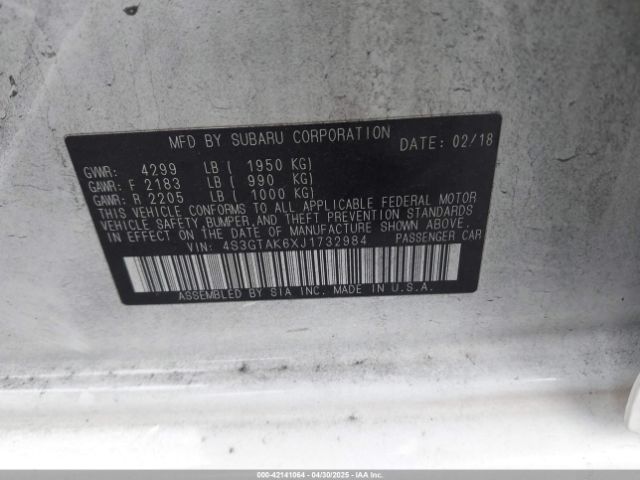 MFD BY SUBARU CORPORATION DATE: 02/18
GVWR: 4299 LB ( 1950 KG)
GAWR: F 2183 LB ( 990 KG)
GAWR: R 2205 LB ( 1000 KG)
THIS VEHICLE CONFORMS TO ALL APPLICABLE FEDERAL MOTOR
VEHICLE SAFETY, BUMPER, AND THEFT PREVENTION STANDARDS
IN EFFECT ON THE DATE OF MANUFACTURE SHOWN ABOVE.
VIN: 4S3GTAK6XJ1732984 PASSENGER CAR
ASSEMBLED BY SIA INC. MADE IN U.S.A.
000-42141064 - 04/30/2025 - IAAI.com